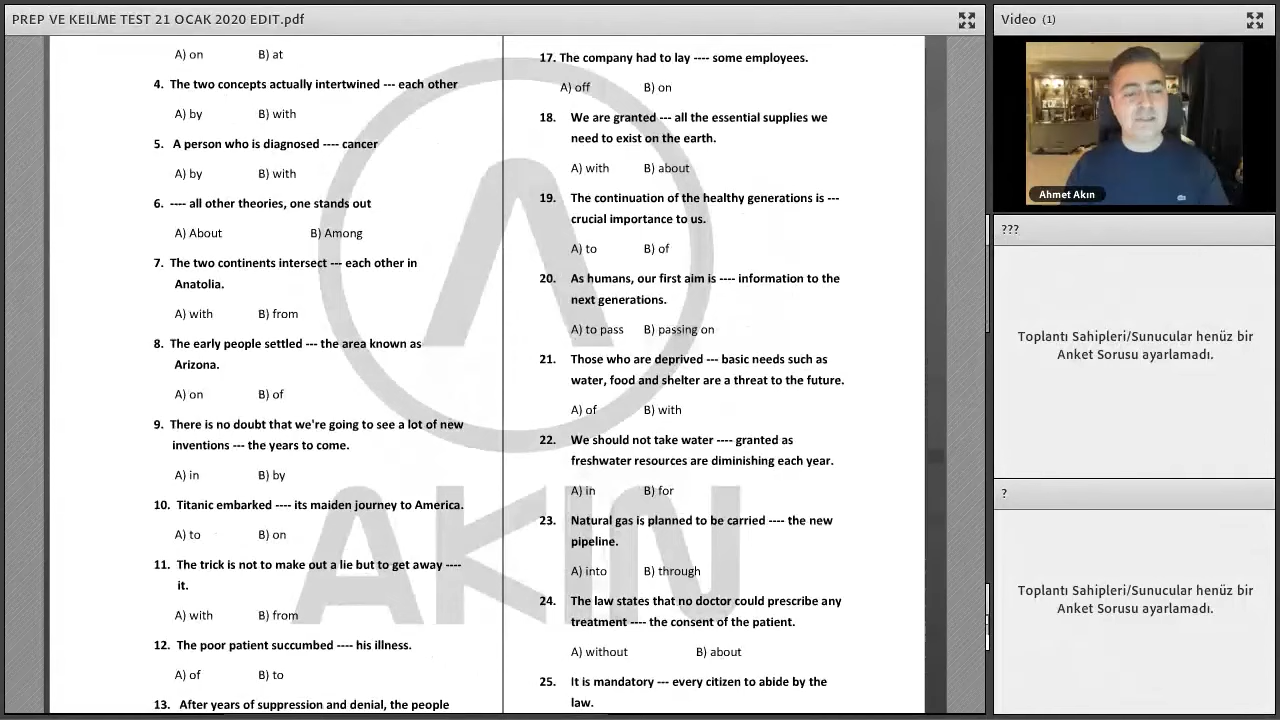 PREP VE KEILME TEST 21 OCAK 2020 EDIT.pdf
A) on B) at
4. The two concepts actually intertwined --- each other
A) by B) with
5. A person who is diagnosed ---- cancer
A) by B) with
6. ---- all other theories, one stands out
A) About B) Among
7. The two continents intersect --- each other in
Anatolia.
A) with B) from
8. The early people settled --- the area known as
Arizona.
A) on B) of
9. There is no doubt that we're going to see a lot of new
inventions --- the years to come.
A) in B) by
10. Titanic embarked ---- its maiden journey to America.
A) to B) on
11. The trick is not to make out a lie but to get away ----
it.
A) with B) from
12. The poor patient succumbed ---- his illness.
A) of B) to
13. After years of suppression and denial, the people
17. The company had to lay ---- some employees.
A) off B) on
18. We are granted --- all the essential supplies we
need to exist on the earth.
A) with B) about
19. The continuation of the healthy generations is ---
crucial importance to us.
A) to B) of
20. As humans, our first aim is ---- information to the
next generations.
A) to pass B) passing on
21. Those who are deprived --- basic needs such as
water, food and shelter are a threat to the future.
A) of B) with
22. We should not take water ---- granted as
freshwater resources are diminishing each year.
A) in B) for
23. Natural gas is planned to be carried ---- the new
pipeline.
A) into B) through
24. The law states that no doctor could prescribe any
treatment ---- the consent of the patient.
A) without B) about
25. It is mandatory --- every citizen to abide by the
law.
AKIN
Video (1)
Ahmet Akın
???
Toplantı Sahipleri/Sunucular henüz bir
Anket Sorusu ayarlamadı.
?
Toplantı Sahipleri/Sunucular henüz bir
Anket Sorusu ayarlamadı.